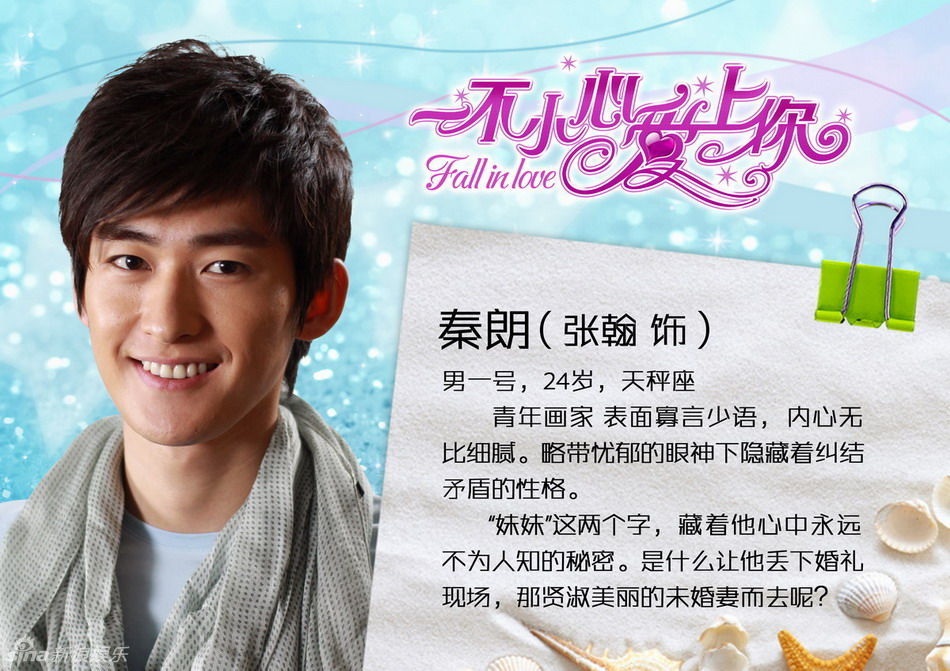 一不小心爱上你
Fall in love
秦朗（张翰 饰）
男一号，24岁，天秤座
青年画家 表面寡言少语，内心无
比细腻。略带忧郁的眼神下隐藏着纠结
矛盾的性格。
“妹妹”这两个字，藏着他心中永远
不为人知的秘密。是什么让他丢下婚礼
现场，那贤淑美丽的未婚妻而去呢？
sina新浪娱乐